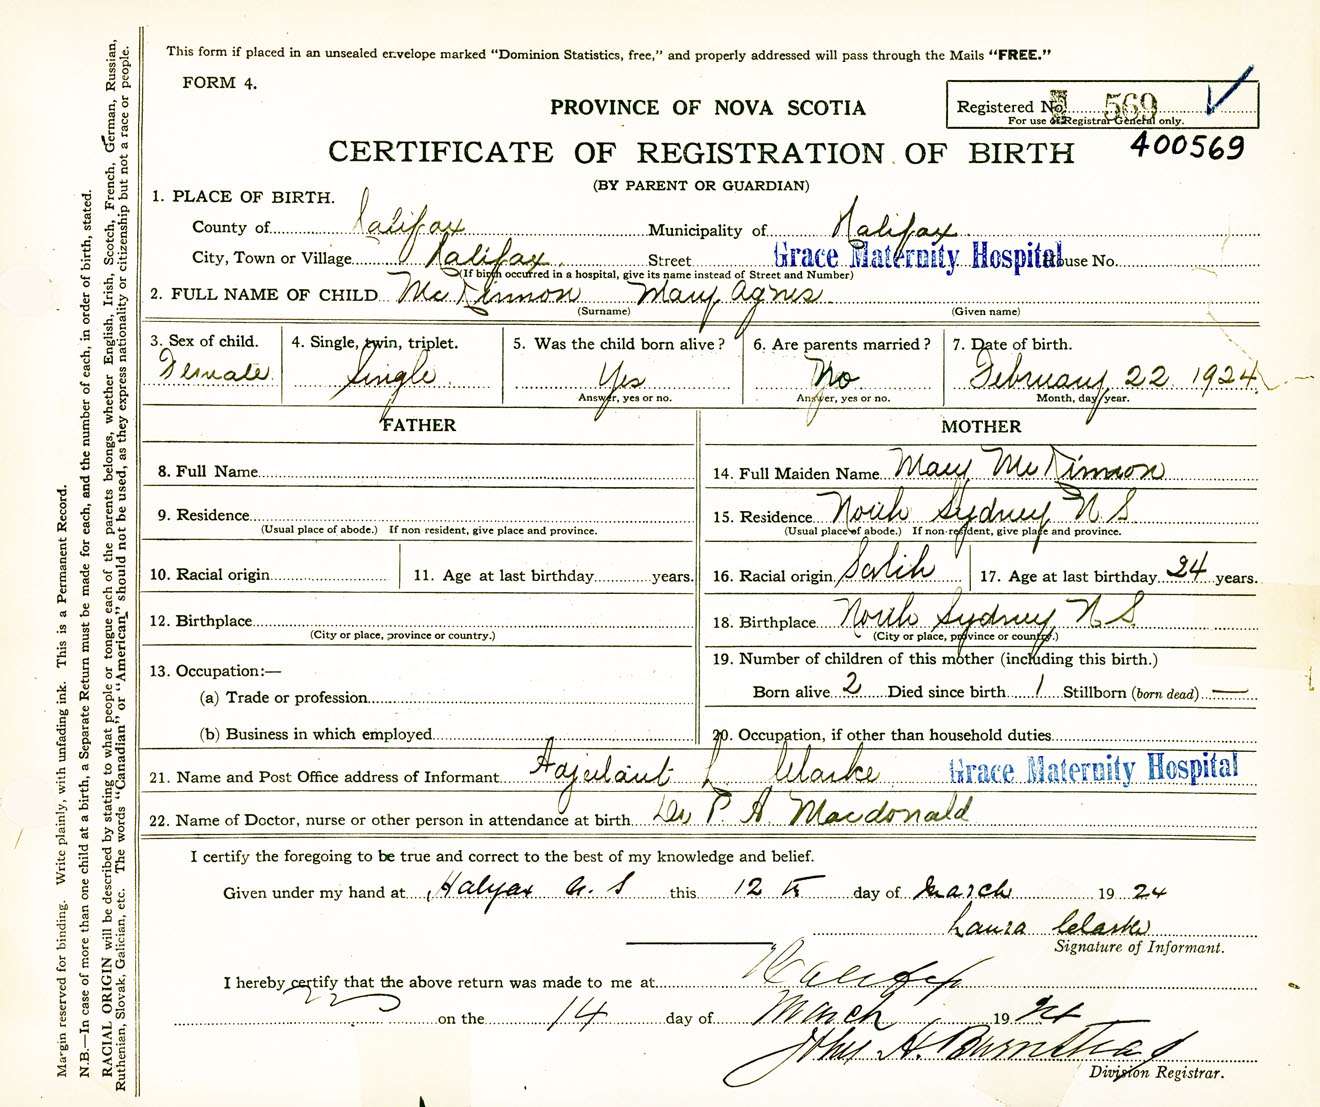 This form if placed in an unsealed envelope marked "Dominion Statistics, free," and properly addressed will pass through the Mails "FREE."
FORM 4.
PROVINCE OF NOVA SCOTIA
Registered No. 569
For use of Registrar General only.
CERTIFICATE OF REGISTRATION OF BIRTH
400569
(BY PARENT OR GUARDIAN)
1. PLACE OF BIRTH.
County of Halifax Municipality of Halifax
City, Town or Village Halifax Street Grace Maternity Hospital House No.
(If birth occurred in a hospital, give its name instead of Street and Number)
2. FULL NAME OF CHILD McKinnon Mary Agnes
(Surname) (Given name)
3. Sex of child. 4. Single, twin, triplet. 5. Was the child born alive? 6. Are parents married? 7. Date of birth.
Female Single Yes No February 22 1924
Answer, yes or no. Answer, yes or no. Month, day, year.
FATHER
8. Full Name
9. Residence
(Usual place of abode.) If non resident, give place and province.
10. Racial origin 11. Age at last birthday years.
12. Birthplace
(City or place, province or country.)
13. Occupation:—
(a) Trade or profession
(b) Business in which employed
MOTHER
14. Full Maiden Name Mary McKinnon
15. Residence North Sydney N.S.
(Usual place of abode.) If non-resident, give place and province.
16. Racial origin 17. Age at last birthday 24 years.
18. Birthplace North Sydney N S
(City or place, province or country.)
19. Number of children of this mother (including this birth.)
Born alive 2 Died since birth 1 Stillborn (born dead) —
20. Occupation, if other than household duties
21. Name and Post Office address of Informant Adjutant L Clarke Grace Maternity Hospital
22. Name of Doctor, nurse or other person in attendance at birth Dr P. A Macdonald
I certify the foregoing to be true and correct to the best of my knowledge and belief.
Given under my hand at Halifax N.S this 12th day of March 1924
Laura Clarke
Signature of Informant.
I hereby certify that the above return was made to me at Halifax
on the 14 day of March 1924
John H. Barnstead
Division Registrar.
Margin reserved for binding. Write plainly, with unfading ink. This is a Permanent Record.
N.B.—In case of more than one child at a birth, a Separate Return must be made for each, and the number of each, in order of birth, stated.
RACIAL ORIGIN will be described by stating to what people or tongue each of the parents belongs, whether English, Irish, Scotch, French, German, Russian,
Ruthenian, Slovak, Galician, etc. The words "Canadian" or "American" should not be used, as they express nationality or citizenship but not a race or people.